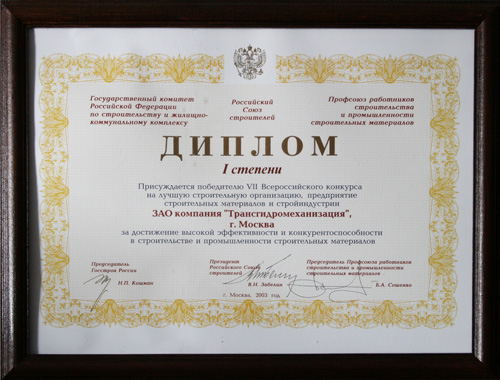 Государственный комитет
Российской Федерации
по строительству и жилищно-
коммунальному комплексу
Российский
Союз
строителей
Профсоюз работников
строительства
и промышленности
строительных материалов
ДИПЛОМ
I степени
Присуждается победителю VII Всероссийского конкурса
на лучшую строительную организацию, предприятие
строительных материалов и стройиндустрии
ЗАО компания "Трансгидромеханизация",
г. Москва
за достижение высокой эффективности и конкурентоспособности
в строительстве и промышленности строительных материалов
Председатель
Госстроя России
Н.П. Кошман
Президент
Российского Союза
строителей
В.Н. Забелин
Председатель Профсоюза работников
строительства и промышленности
строительных материалов
Б.А. Сошенко
г. Москва, 2003 год